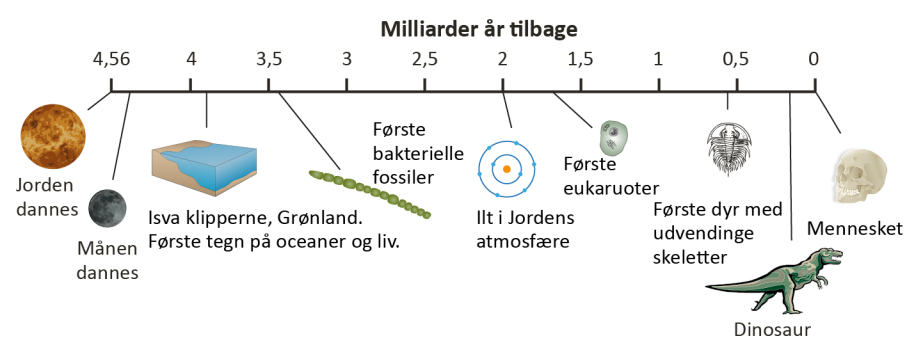 Milliarder år tilbage
4,56 4 3,5 3 2,5 2 1,5 1 0,5 0
Jorden
dannes
Månen
dannes
Isva klipperne, Grønland.
Første tegn på oceaner og liv.
Første
bakterielle
fossiler
Ilt i Jordens
atmosfære
Første
eukaruoter
Første dyr med
udvendinge
skeletter
Dinosaur
Mennesket